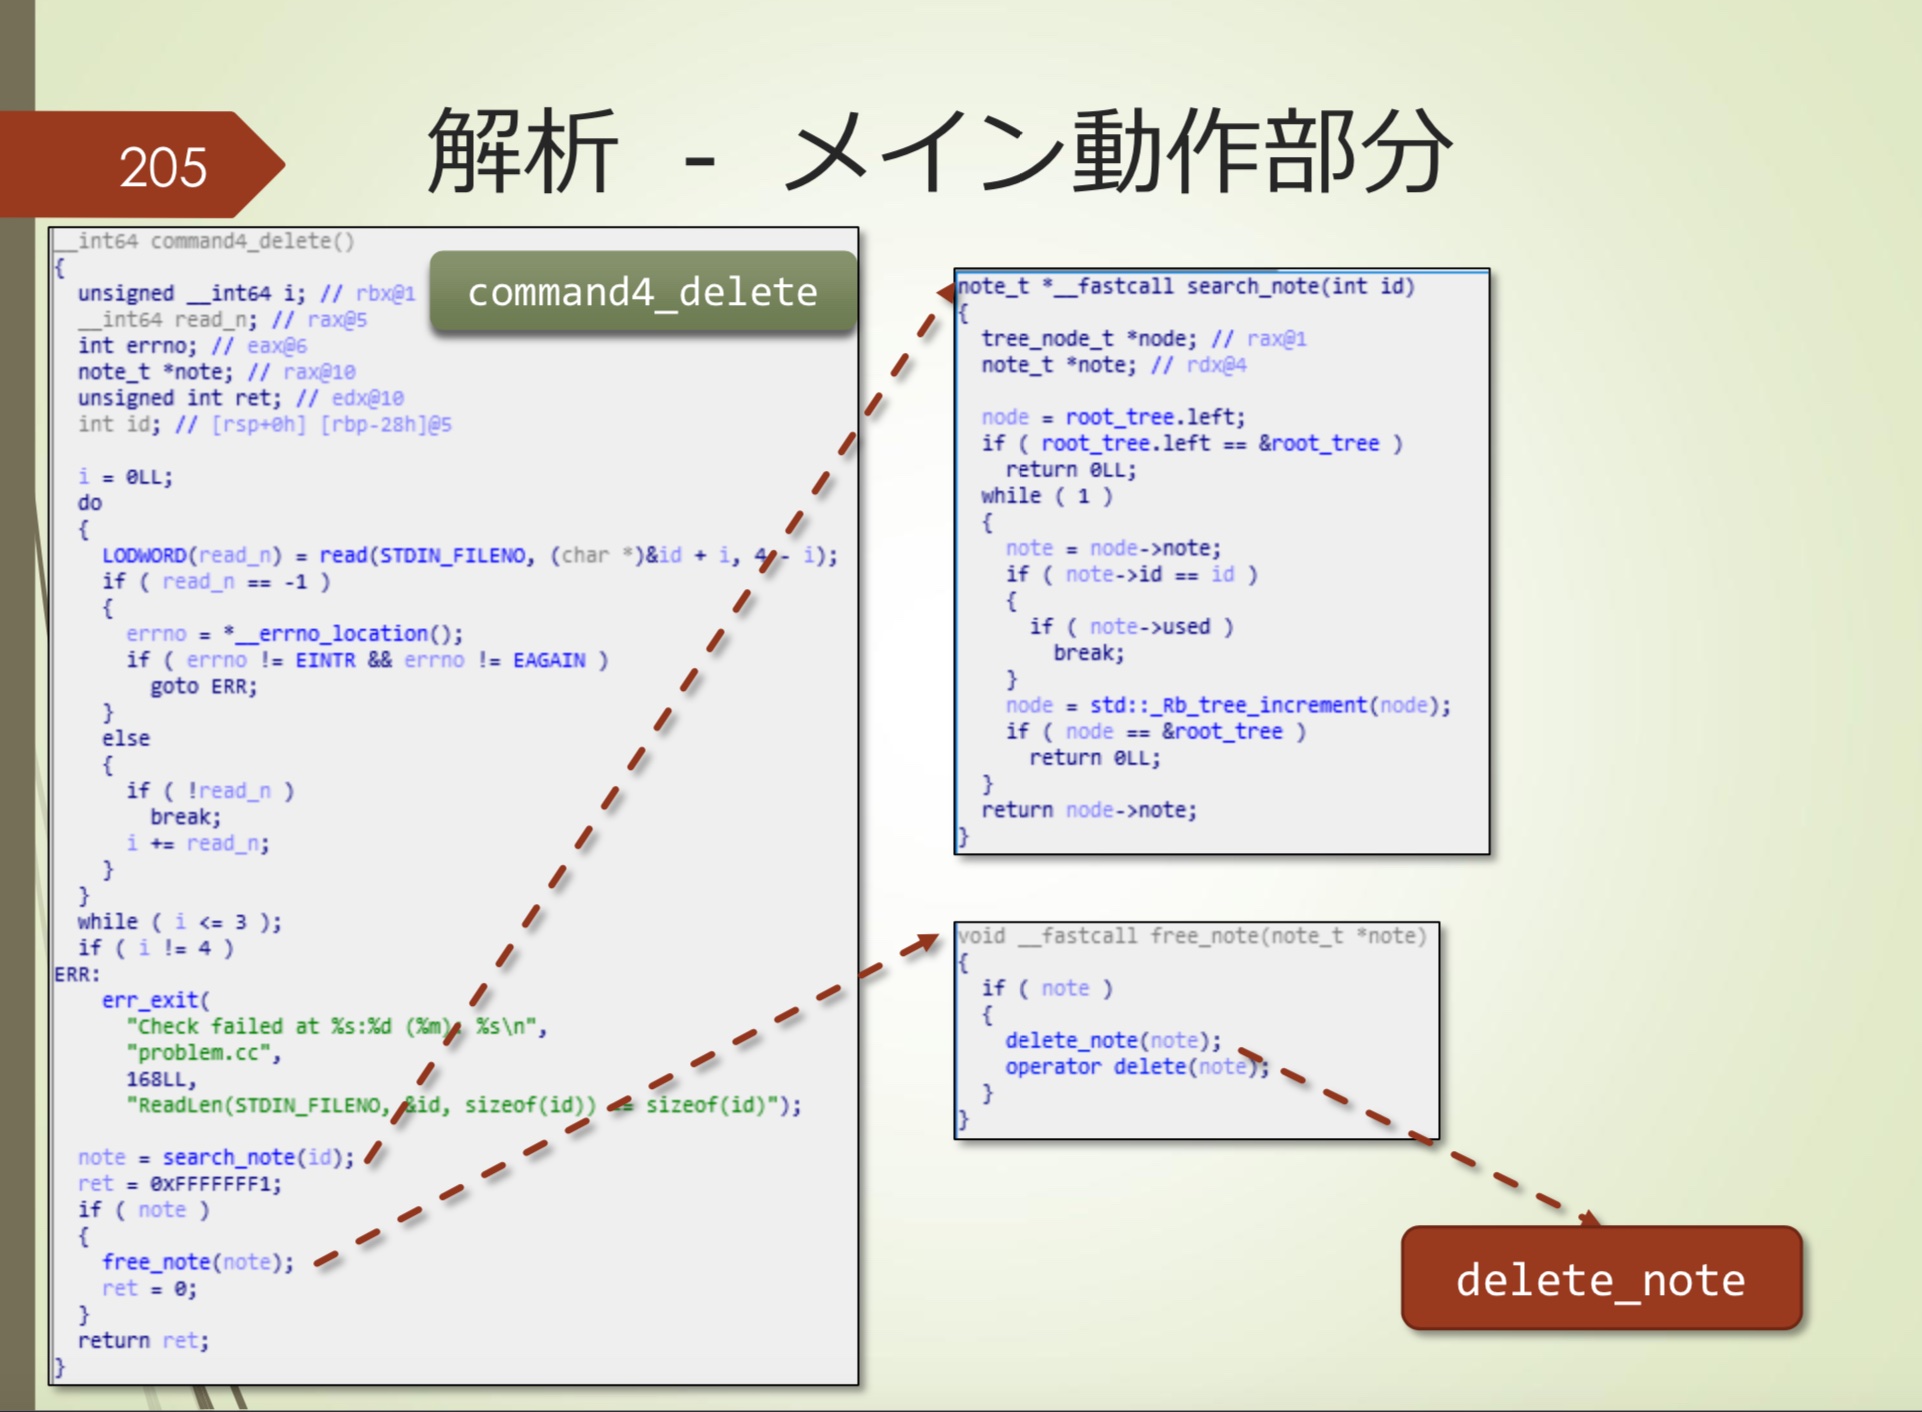 205
解析 - メイン動作部分
__int64 command4_delete()
{
  unsigned __int64 i; // rbx@1
  __int64 read_n; // rax@5
  int errno; // eax@6
  note_t *note; // rax@10
  unsigned int ret; // edx@10
  int id; // [rsp+0h] [rbp-28h]@5
  i = 0LL;
  do
  {
    LODWORD(read_n) = read(STDIN_FILENO, (char *)&id + i, 4 - i);
    if ( read_n == -1 )
    {
      errno = *__errno_location();
      if ( errno != EINTR && errno != EAGAIN )
        goto ERR;
    }
    else
    {
      if ( !read_n )
        break;
      i += read_n;
    }
  }
  while ( i <= 3 );
  if ( i != 4 )
ERR:
    err_exit(
      "Check failed at %s:%d (%m): %s\n",
      "problem.cc",
      168LL,
      "ReadLen(STDIN_FILENO, &id, sizeof(id)) == sizeof(id)");
  note = search_note(id);
  ret = 0xFFFFFFF1;
  if ( note )
  {
    free_note(note);
    ret = 0;
  }
  return ret;
}
command4_delete
note_t *__fastcall search_note(int id)
{
  tree_node_t *node; // rax@1
  note_t *note; // rdx@4
  node = root_tree.left;
  if ( root_tree.left == &root_tree )
    return 0LL;
  while ( 1 )
  {
    note = node->note;
    if ( note->id == id )
    {
      if ( note->used )
        break;
    }
    node = std::_Rb_tree_increment(node);
    if ( node == &root_tree )
      return 0LL;
  }
  return node->note;
}
void __fastcall free_note(note_t *note)
{
  if ( note )
  {
    delete_note(note);
    operator delete(note);
  }
}
delete_note